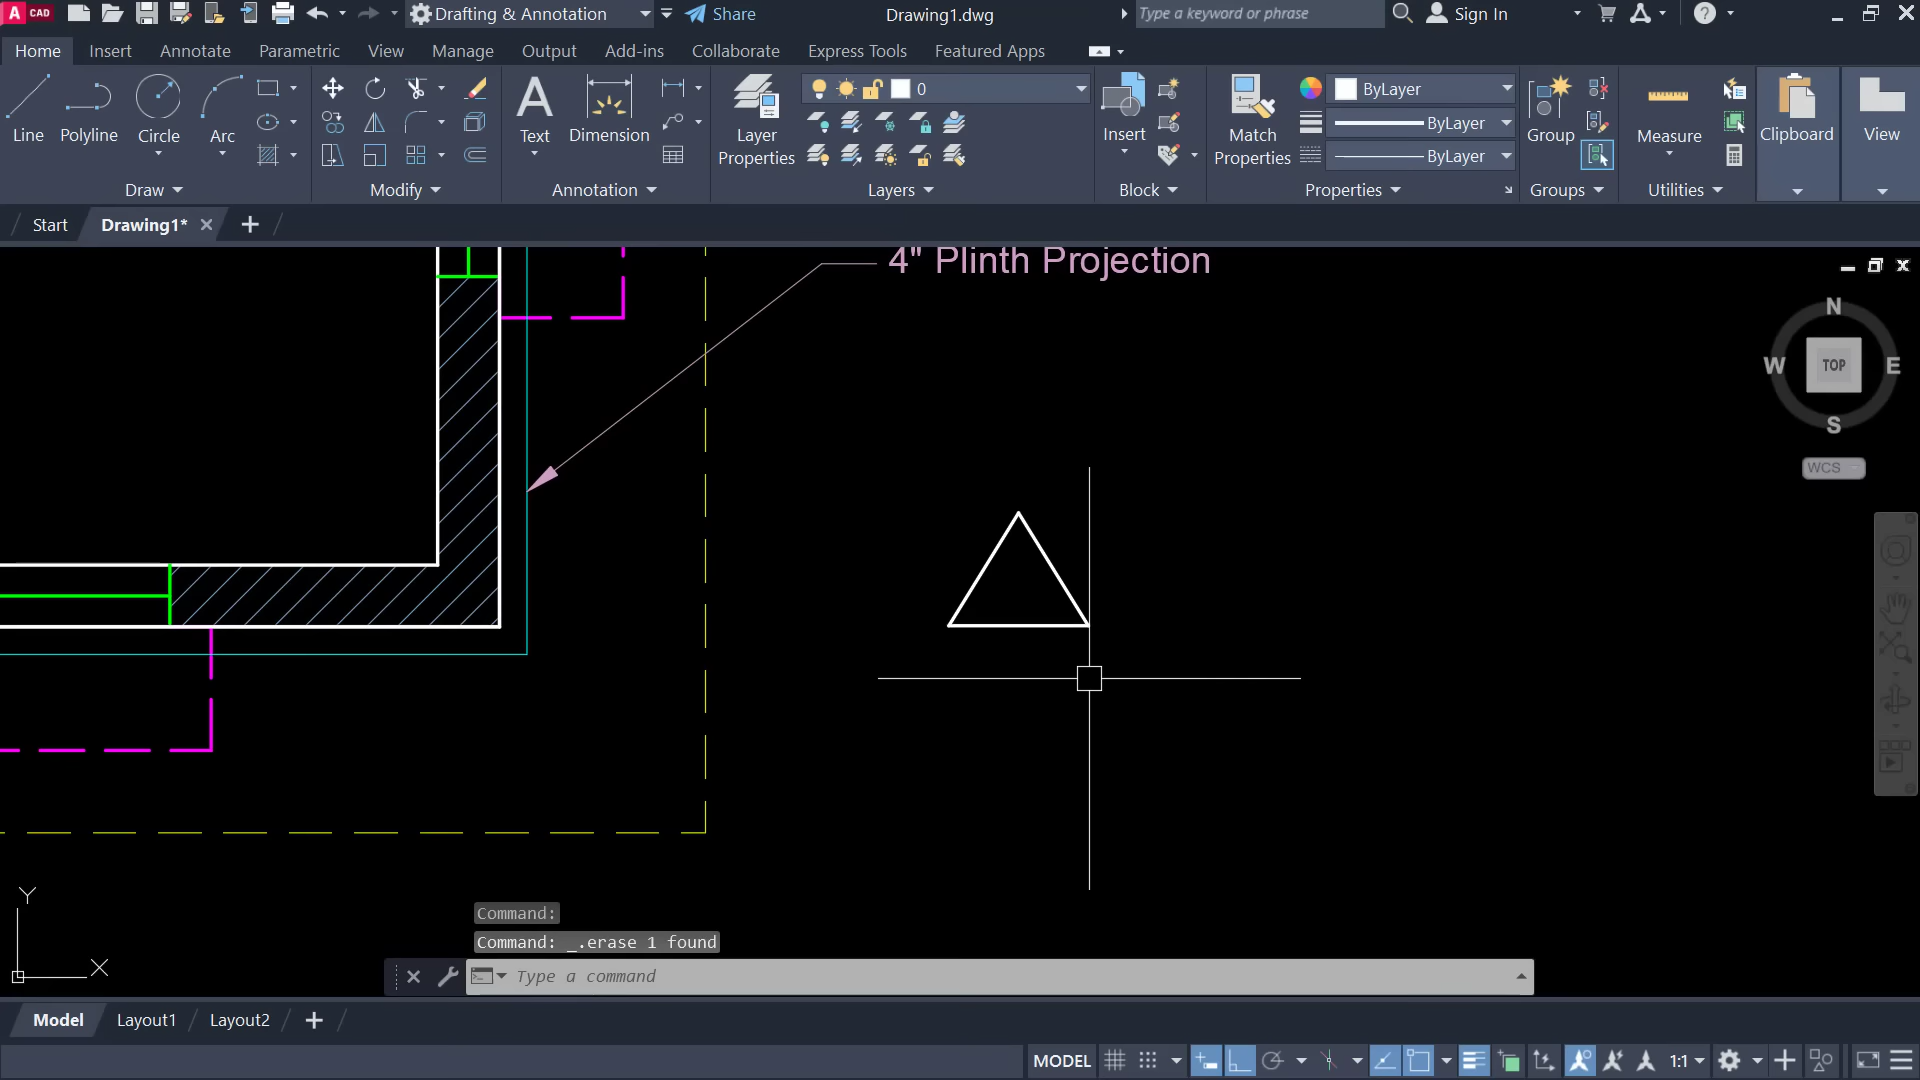 A CAD Drafting & Annotation Share Drawing1.dwg Type a keyword or phrase Sign In ?
Home Insert Annotate Parametric View Manage Output Add-ins Collaborate Express Tools Featured Apps
0 ByLayer
Line Polyline Circle Arc Text Dimension Layer Properties Insert Match Properties Group Measure Clipboard View
ByLayer
ByLayer
Draw Modify Annotation Layers Block Properties Groups Utilities
Start Drawing1* +
4" Plinth Projection
N
W TOP E
S
WCS
Y
X
Command:
Command: _.erase 1 found
Type a command
Model Layout1 Layout2 +
MODEL 1:1